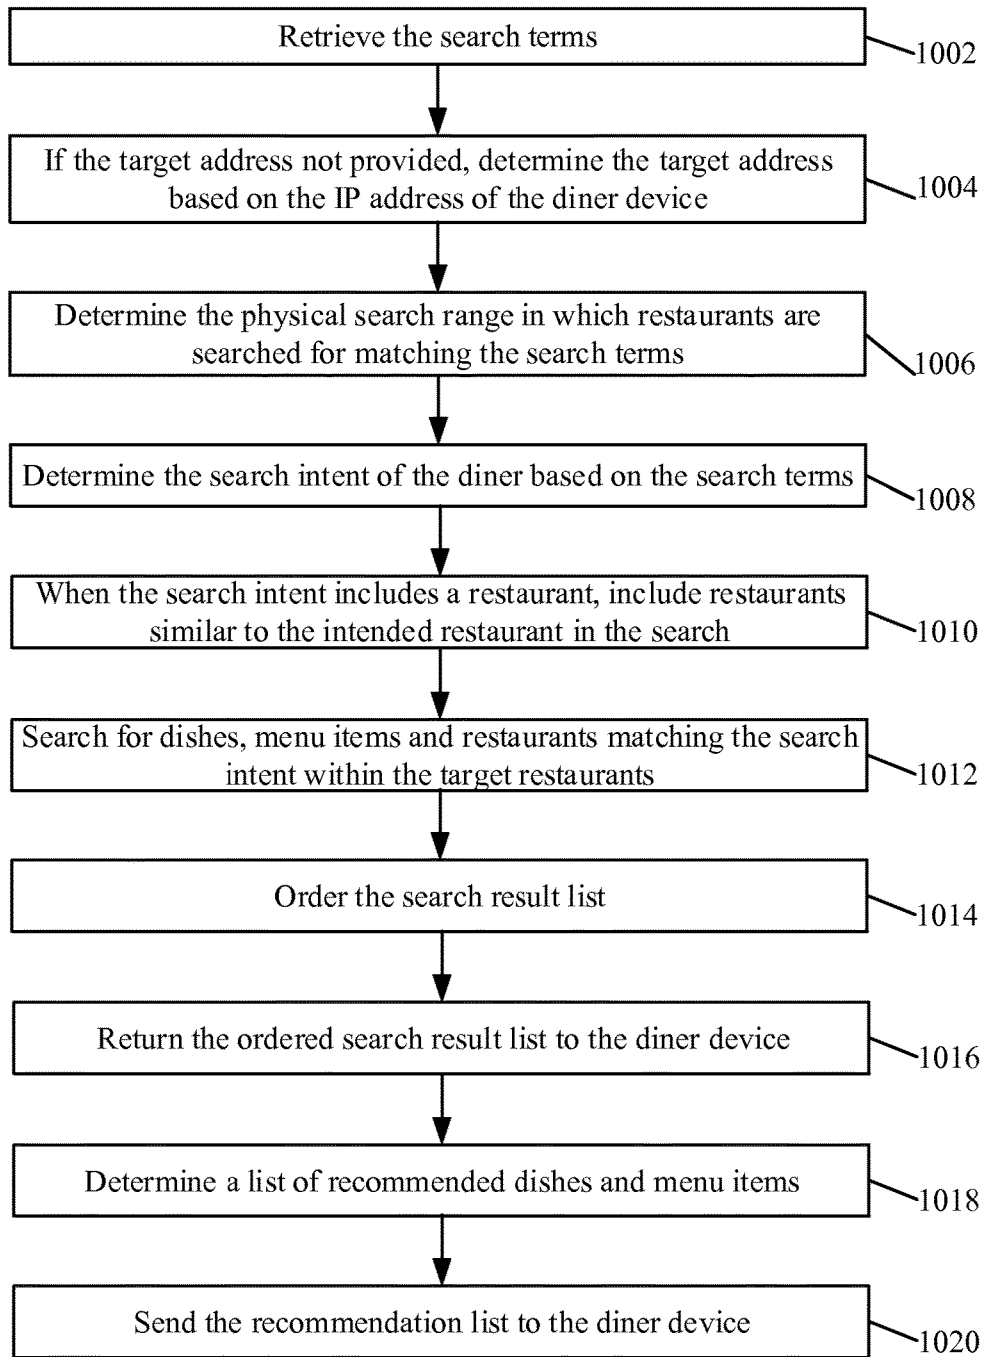 Retrieve the search terms
1002
If the target address not provided, determine the target address
based on the IP address of the diner device
1004
Determine the physical search range in which restaurants are
searched for matching the search terms
1006
Determine the search intent of the diner based on the search terms
1008
When the search intent includes a restaurant, include restaurants
similar to the intended restaurant in the search
1010
Search for dishes, menu items and restaurants matching the search
intent within the target restaurants
1012
Order the search result list
1014
Return the ordered search result list to the diner device
1016
Determine a list of recommended dishes and menu items
1018
Send the recommendation list to the diner device
1020